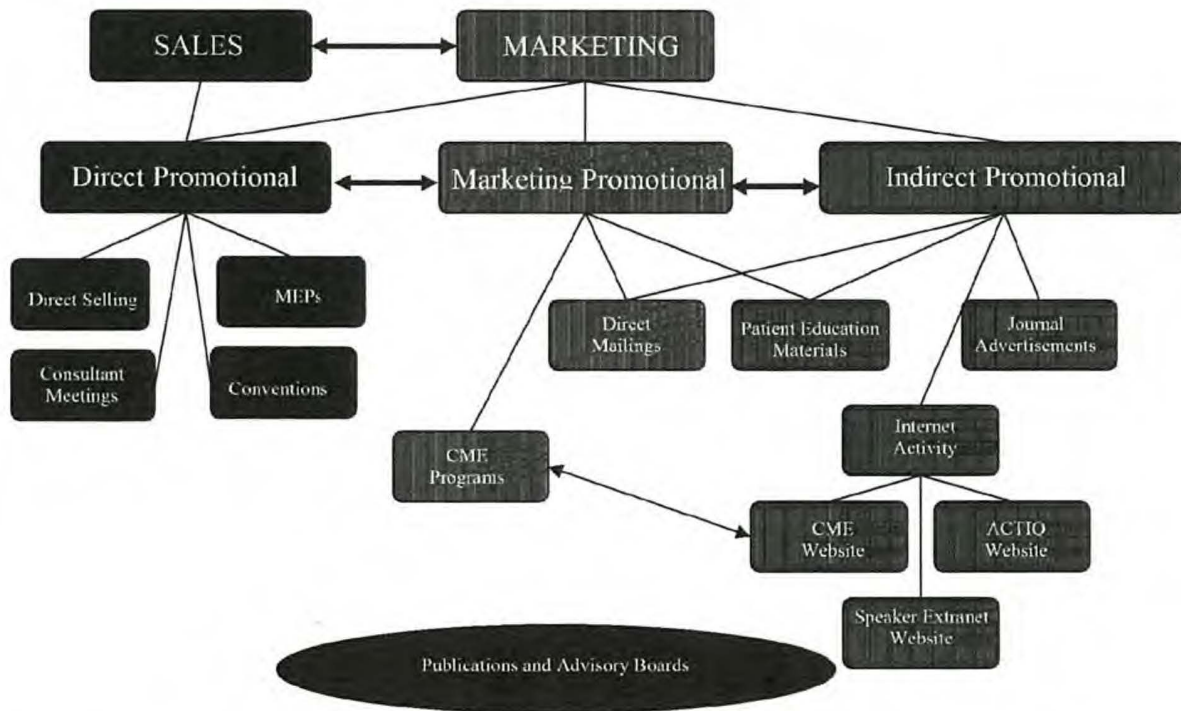 SALES
MARKETING
Direct Promotional
Marketing Promotional
Indirect Promotional
Direct Selling
MEPs
Consultant
Meetings
Conventions
Direct
Mailings
Patient Education
Materials
Journal
Advertisements
CME
Programs
Internet
Activity
CME
Website
ACTIQ
Website
Speaker Extranet
Website
Publications and Advisory Boards